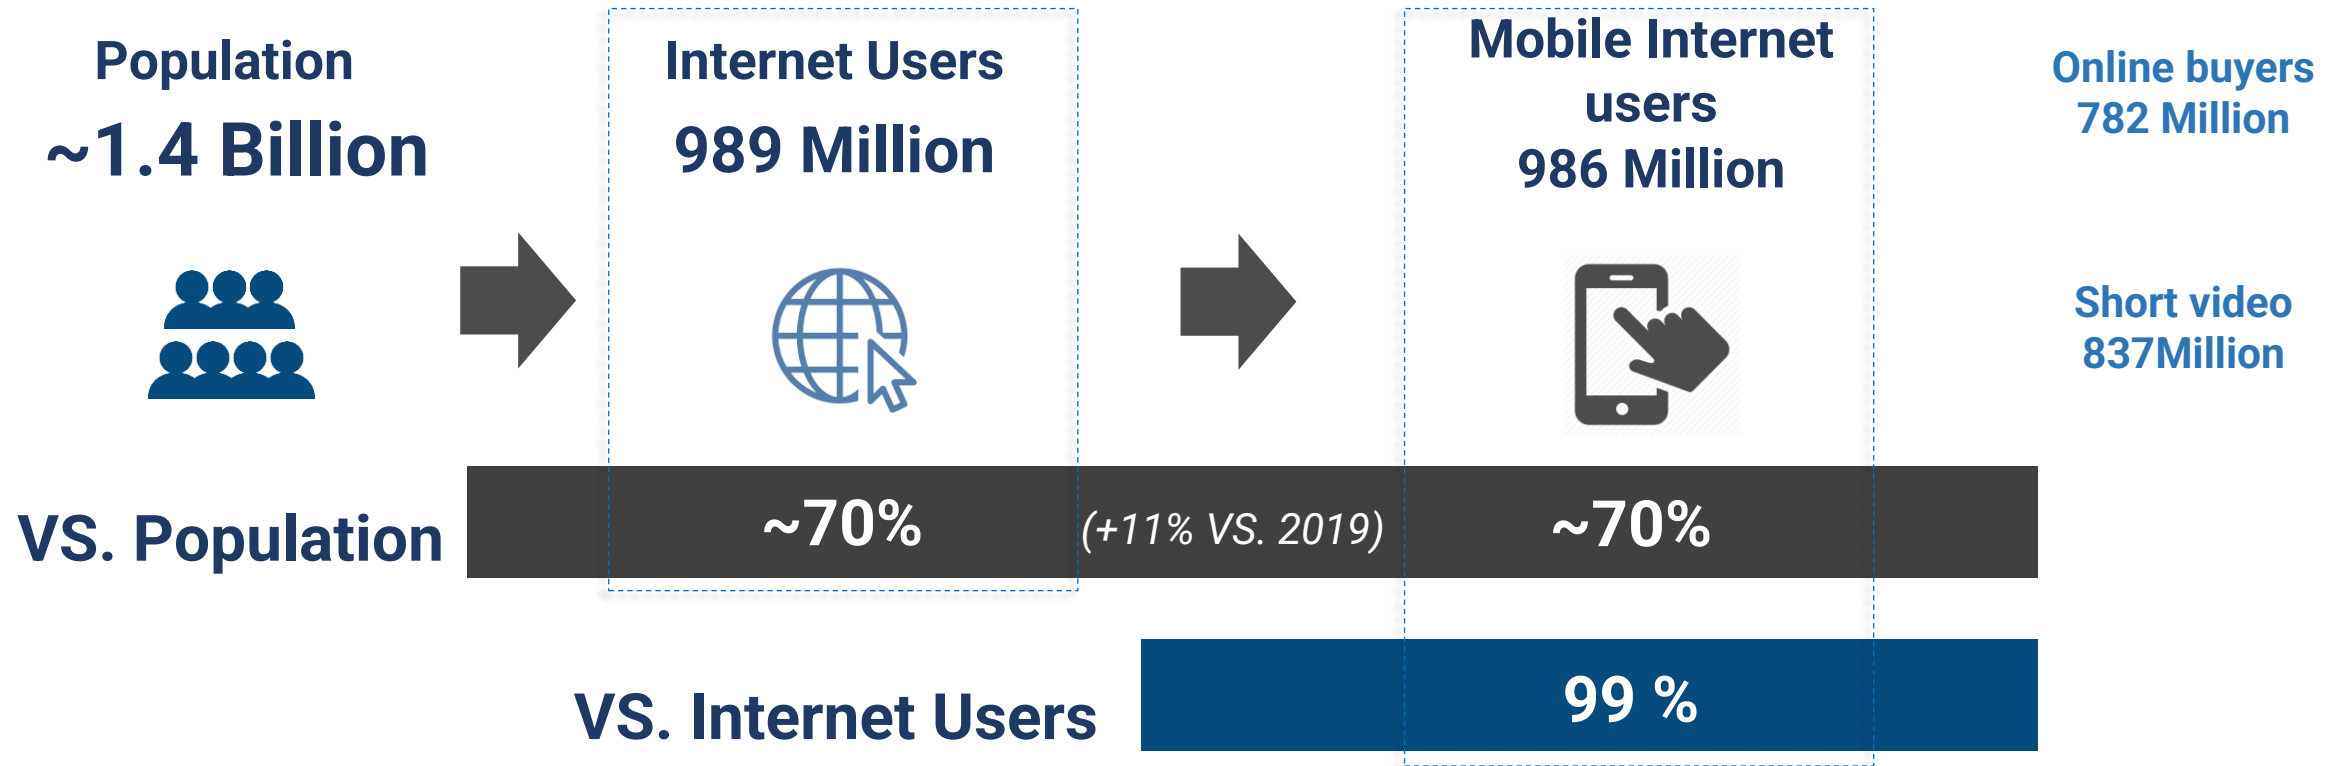 Population
~1.4 Billion
Internet Users
989 Million
Mobile Internet
users
986 Million
Online buyers
782 Million
Short video
837Million
VS. Population
~70%
(+11% VS. 2019)
~70%
VS. Internet Users
99 %